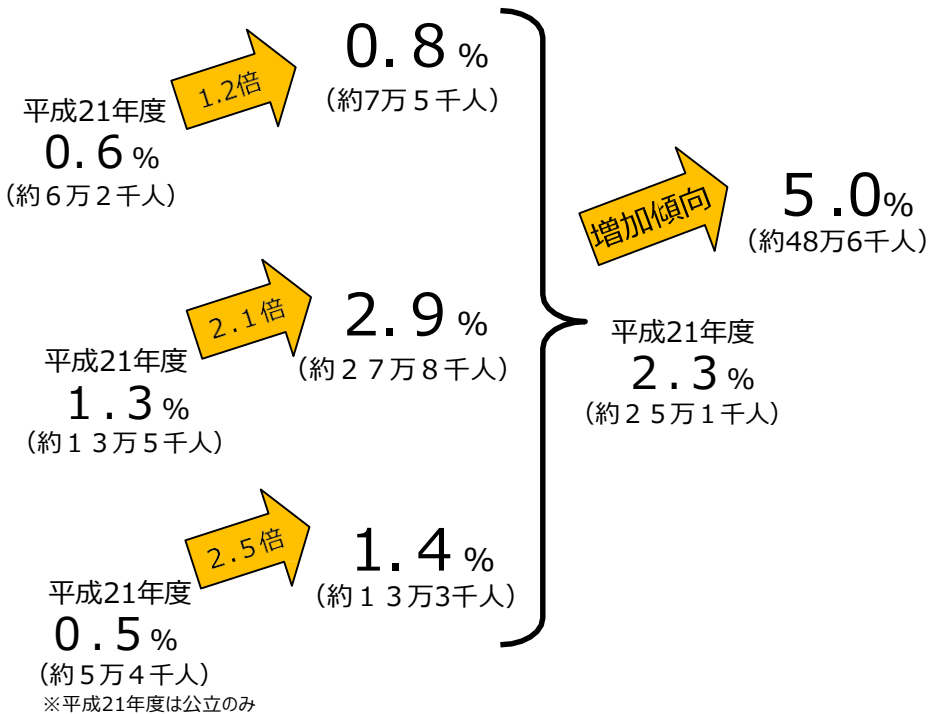 平成21年度
0.6%
（約６万２千人）
1.2倍
0.8%
（約7万５千人）
平成21年度
1.3%
（約１３万５千人）
2.1倍
2.9%
（約２７万８千人）
平成21年度
0.5%
（約５万４千人）
※平成21年度は公立のみ
2.5倍
1.4%
（約１３万3千人）
平成21年度
2.3%
（約２５万１千人）
増加傾向
5.0%
（約48万6千人）